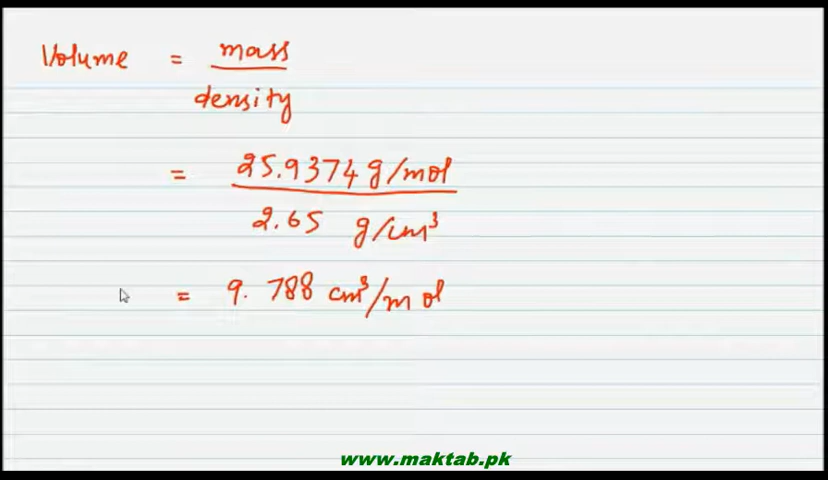 Volume = mass
density
= 25.9374 g/mol
2.65 g/cm³
= 9.788 cm³/mol
www.maktab.pk